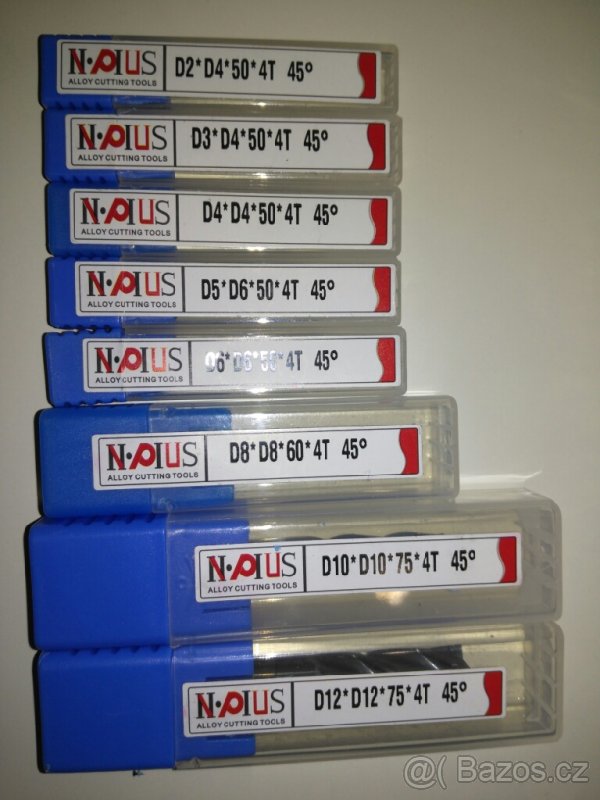 N·PlUS D2*D4*50*4T 45°
ALLOY CUTTING TOOLS
N·PlUS D3*D4*50*4T 45°
ALLOY CUTTING TOOLS
N·PlUS D4*D4*50*4T 45°
ALLOY CUTTING TOOLS
N·PlUS D5*D6*50*4T 45°
ALLOY CUTTING TOOLS
N·PlUS D6*D6*50*4T 45°
ALLOY CUTTING TOOLS
N·PlUS D8*D8*60*4T 45°
ALLOY CUTTING TOOLS
N·PlUS D10*D10*75*4T 45°
ALLOY CUTTING TOOLS
N·PlUS D12*D12*75*4T 45°
ALLOY CUTTING TOOLS
@( Bazos.cz